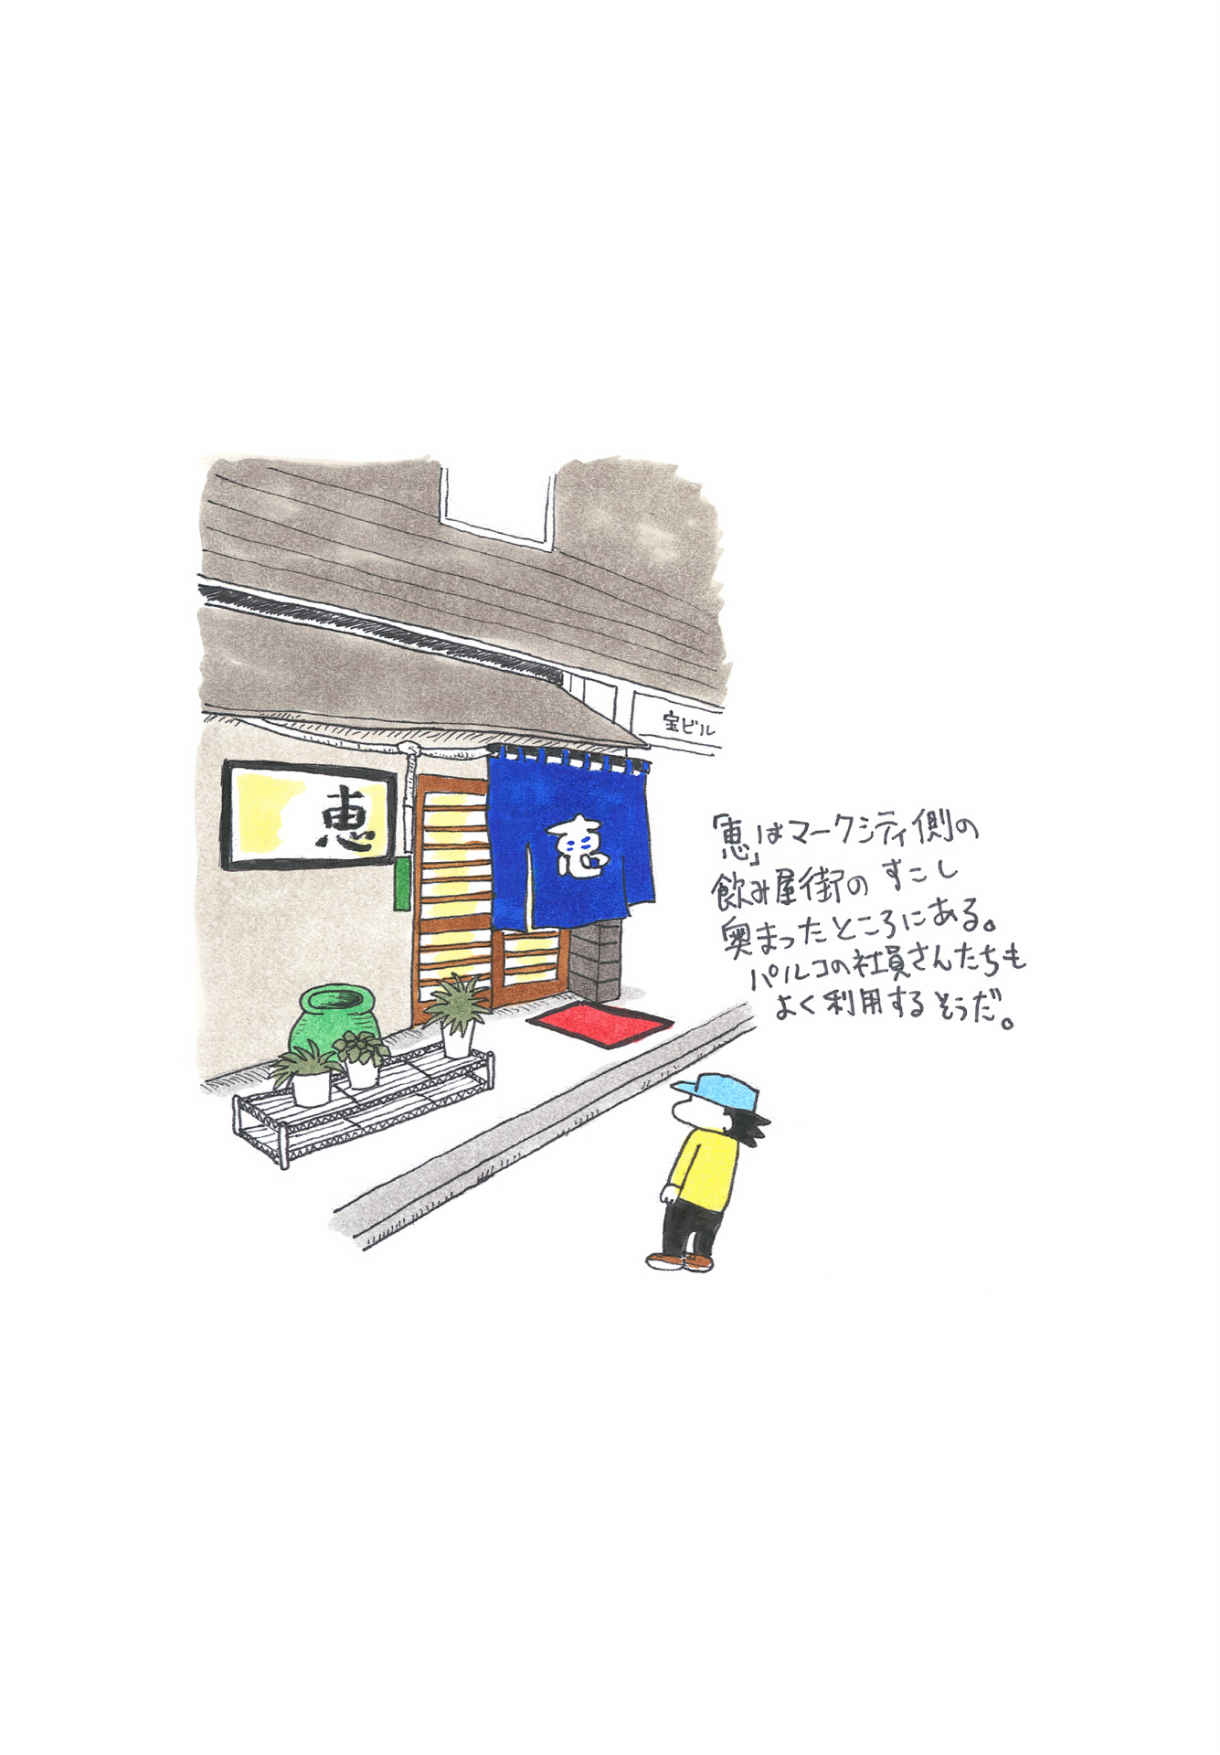 宝ビル
恵
恵
「恵」はマークシティ側の
飲み屋街のすこし
奥まったところにある。
パルコの社員さんたちも
よく利用するそうだ。